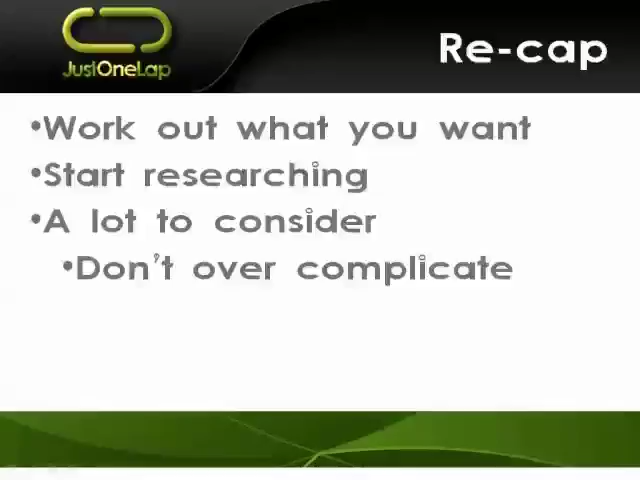 JustOneLap
Re-cap
•Work out what you want
•Start researching
•A lot to consider
•Don't over complicate